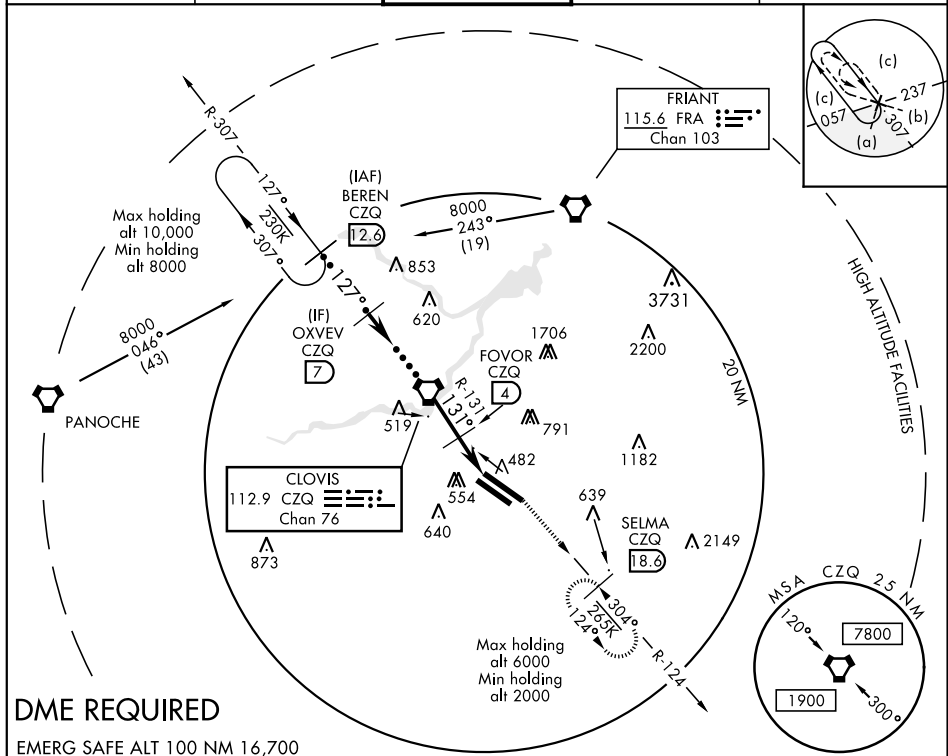 R-307
127°
230K
307°
(IAF)
BEREN
CZQ
12.6
8000
243°
(19)
FRIANT
115.6 FRA
Chan 103
(c)
(c)
237
057
(b)
307
(a)
Max holding
alt 10,000
Min holding
alt 8000
853
620
127°
3731
8000
046°
(43)
(IF)
OXVEV
CZQ
7
1706
2200
FOVOR
CZQ
4
R-131
131°
20 NM
HIGH ALTITUDE FACILITIES
PANOCHE
519
791
1182
482
CLOVIS
112.9 CZQ
Chan 76
554
640
639
SELMA
CZQ
18.6
2149
873
304°
265K
124°
R-124
Max holding
alt 6000
Min holding
alt 2000
MSA CZQ 25 NM
120°
7800
1900
300°
DME REQUIRED
EMERG SAFE ALT 100 NM 16,700